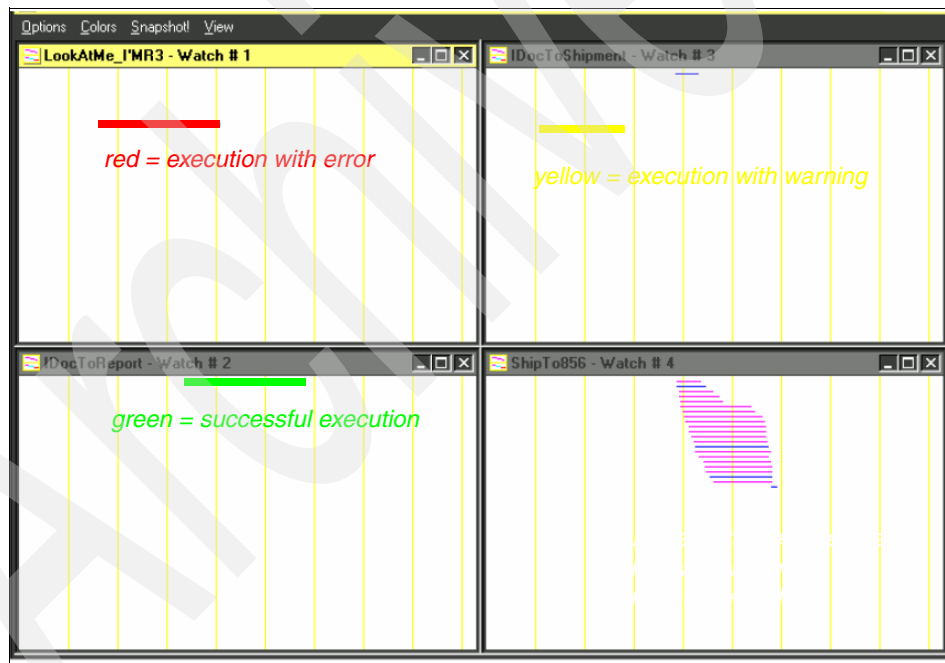 Options Colors Snapshot! View
LookAtMe_I'MR3 - Watch # 1
IDocToShipment - Watch # 3
red = execution with error
yellow = execution with warning
IDocToReport - Watch # 2
ShipTo856 - Watch # 4
green = successful execution
Archive